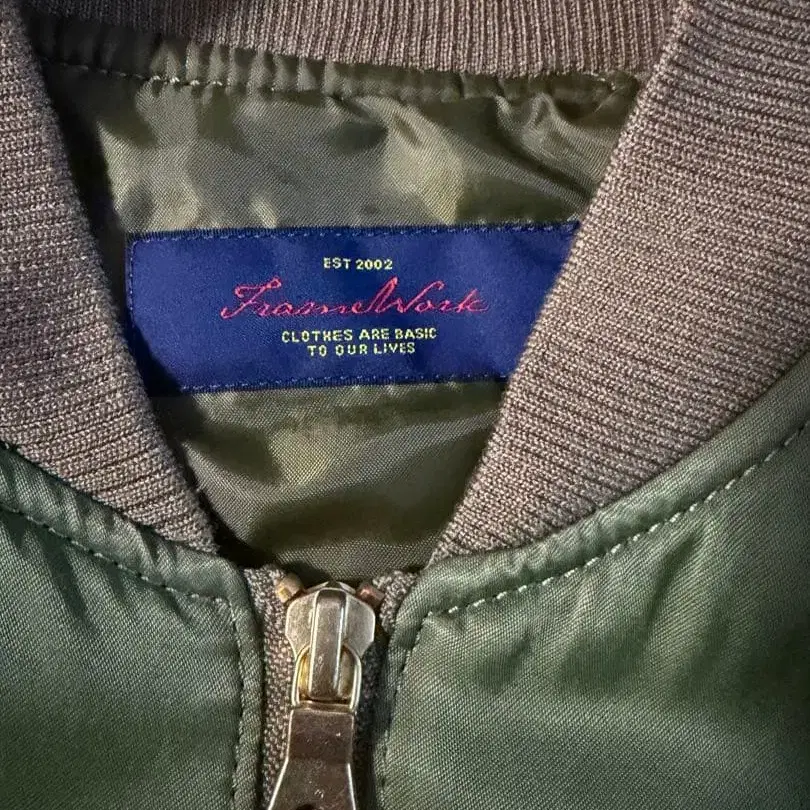 EST 2002
FrameWork
CLOTHES ARE BASIC
TO OUR LIVES